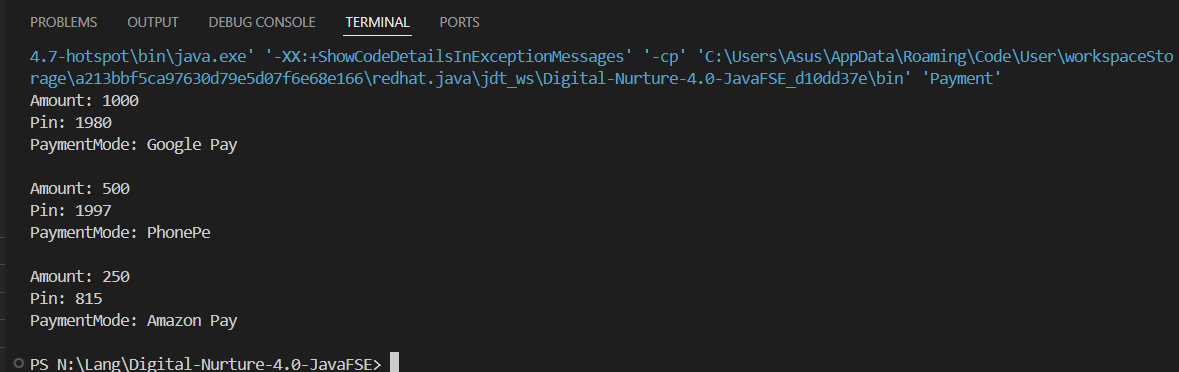 PROBLEMS OUTPUT DEBUG CONSOLE TERMINAL PORTS
4.7-hotspot\bin\java.exe' '-XX:+ShowCodeDetailsInExceptionMessages' '-cp' 'C:\Users\Asus\AppData\Roaming\Code\User\workspaceSto
rage\a213bbf5ca97630d79e5d07f6e68e166\redhat.java\jdt_ws\Digital-Nurture-4.0-JavaFSE_d10dd37e\bin' 'Payment'
Amount: 1000
Pin: 1980
PaymentMode: Google Pay
Amount: 500
Pin: 1997
PaymentMode: PhonePe
Amount: 250
Pin: 815
PaymentMode: Amazon Pay
PS N:\Lang\Digital-Nurture-4.0-JavaFSE>